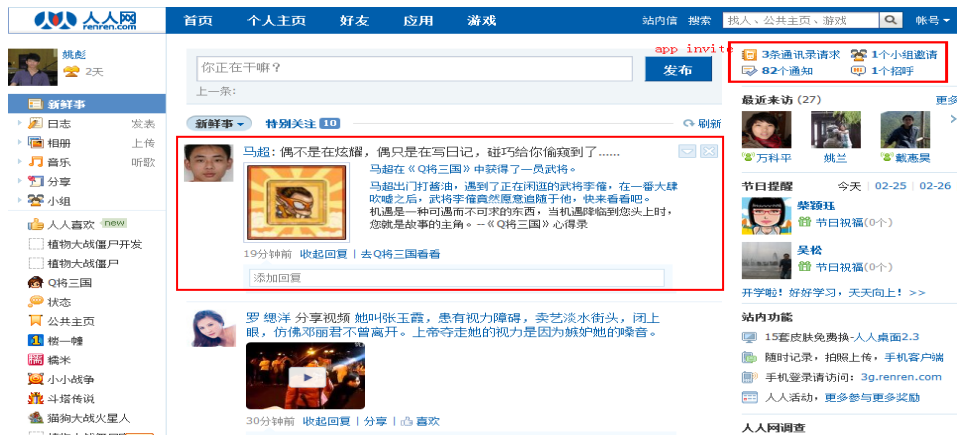 人人网
renren.com
首页 个人主页 好友 应用 游戏
站内信 搜索 找人、公共主页、游戏 帐号
姚彪
2天
新鲜事
日志 发表
相册 上传
音乐 听歌
分享
小组
人人喜欢 new
植物大战僵尸开发
植物大战僵尸
Q将三国
状态
公共主页
楼一幢
糯米
小小战争
斗塔传说
猫狗大战火星人
你正在干嘛？
发布
上一条:
app invite
新鲜事 特别关注 10
刷新
马超: 偶不是在炫耀，偶只是在写日记，碰巧给你偷窥到了......
马超在《Q将三国》中获得了一员武将。
马超出门打酱油，遇到了正在闲逛的武将李傕，在一番大肆
吹嘘之后，武将李傕竟然愿意追随于他，快来看看吧。
机遇是一种可遇而不可求的东西，当机遇降临到您头上时，
您就是故事的主角。--《Q将三国》心得录
19分钟前 收起回复 | 去Q将三国看看
添加回复
罗 缌洋 分享视频 她叫张玉霞，患有视力障碍，卖艺淡水街头，闭上
眼，仿佛邓丽君不曾离开。上帝夺走她的视力是因为嫉妒她的嗓音。
30分钟前 收起回复 | 分享 | 喜欢
3条通讯录请求 1个小组邀请
82个通知 1个招呼
最近来访 (27) 更多
万科平 姚兰 戴惠昊
节日提醒 今天 | 02-25 | 02-26
柴颖珏
节日祝福(0个)
吴松
节日祝福(0个)
开学啦！好好学习，天天向上！ >>
站内功能
15套皮肤免费换-人人桌面2.3
随时记录，拍照上传，手机客户端
手机登录请访问：3g.renren.com
人人活动，更多参与更多奖励
人人网调查